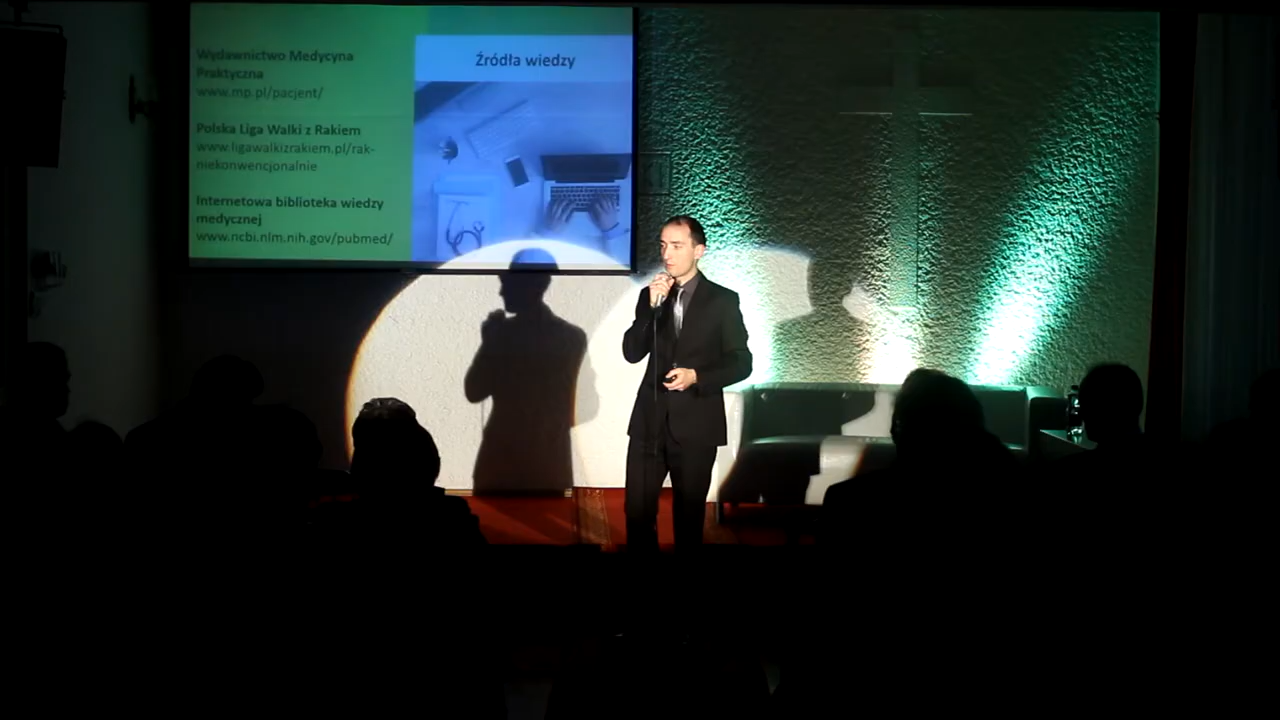 Wydawnictwo Medycyna
Praktyczna
www.mp.pl/pacjent/
Polska Liga Walki z Rakiem
www.ligawalkizrakiem.pl/rak-
niekonwencjonalnie
Internetowa biblioteka wiedzy
medycznej
www.ncbi.nlm.nih.gov/pubmed/
Źródła wiedzy